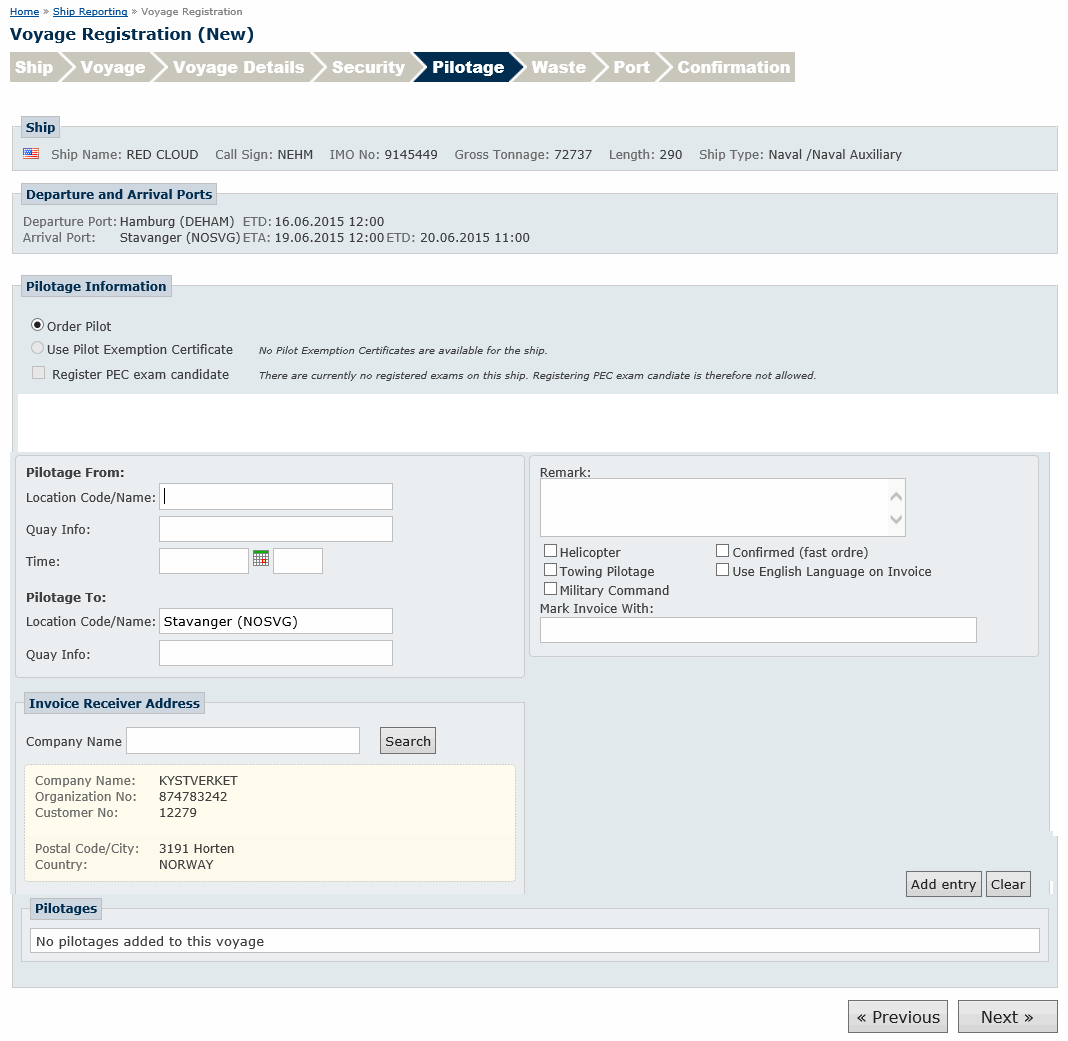 Home » Ship Reporting » Voyage Registration
Voyage Registration (New)
Ship Voyage Voyage Details Security Pilotage Waste Port Confirmation
Ship
Ship Name: RED CLOUD Call Sign: NEHM IMO No: 9145449 Gross Tonnage: 72737 Length: 290 Ship Type: Naval /Naval Auxiliary
Departure and Arrival Ports
Departure Port: Hamburg (DEHAM) ETD: 16.06.2015 12:00
Arrival Port: Stavanger (NOSVG) ETA: 19.06.2015 12:00 ETD: 20.06.2015 11:00
Pilotage Information
Order Pilot
Use Pilot Exemption Certificate No Pilot Exemption Certificates are available for the ship.
Register PEC exam candidate There are currently no registered exams on this ship. Registering PEC exam candiate is therefore not allowed.
Pilotage From:
Location Code/Name:
Quay Info:
Time:
Pilotage To:
Location Code/Name: Stavanger (NOSVG)
Quay Info:
Remark:
Helicopter Confirmed (fast ordre)
Towing Pilotage Use English Language on Invoice
Military Command
Mark Invoice With:
Invoice Receiver Address
Company Name Search
Company Name: KYSTVERKET
Organization No: 874783242
Customer No: 12279
Postal Code/City: 3191 Horten
Country: NORWAY
Add entry Clear
Pilotages
No pilotages added to this voyage
« Previous Next »